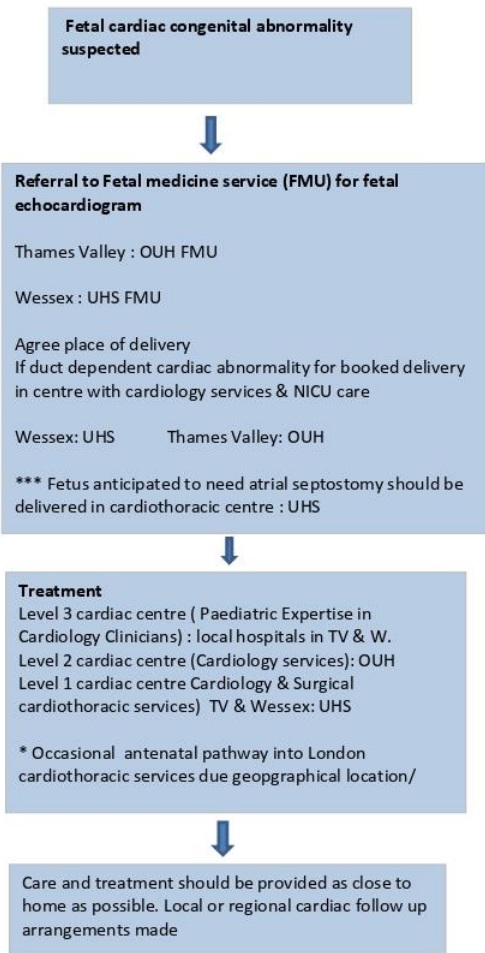 Fetal cardiac congenital abnormality
suspected
Referral to Fetal medicine service (FMU) for fetal
echocardiogram
Thames Valley : OUH FMU
Wessex : UHS FMU
Agree place of delivery
If duct dependent cardiac abnormality for booked delivery
in centre with cardiology services & NICU care
Wessex: UHS Thames Valley: OUH
*** Fetus anticipated to need atrial septostomy should be
delivered in cardiothoracic centre : UHS
Treatment
Level 3 cardiac centre ( Paediatric Expertise in
Cardiology Clinicians) : local hospitals in TV & W.
Level 2 cardiac centre (Cardiology services): OUH
Level 1 cardiac centre Cardiology & Surgical
cardiothoracic services) TV & Wessex: UHS
* Occasional antenatal pathway into London
cardiothoracic services due geopgraphical location/
Care and treatment should be provided as close to
home as possible. Local or regional cardiac follow up
arrangements made